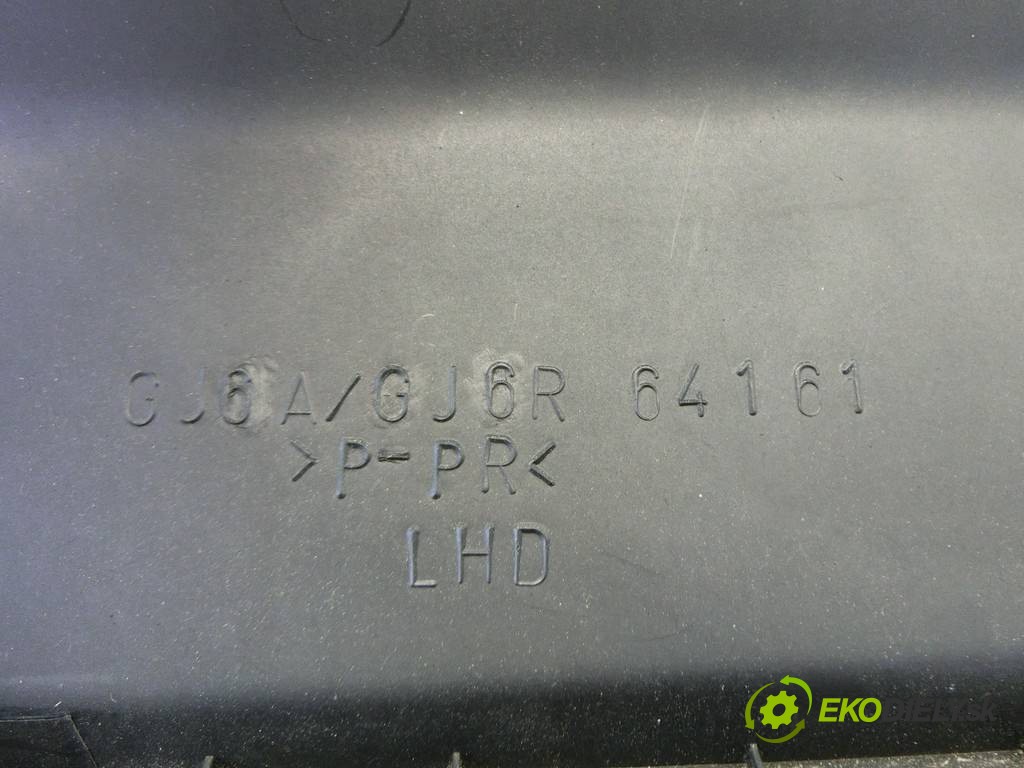 GJ6A/GJ6R 64161
>P-PR<
LHD
EKODIELY.SK